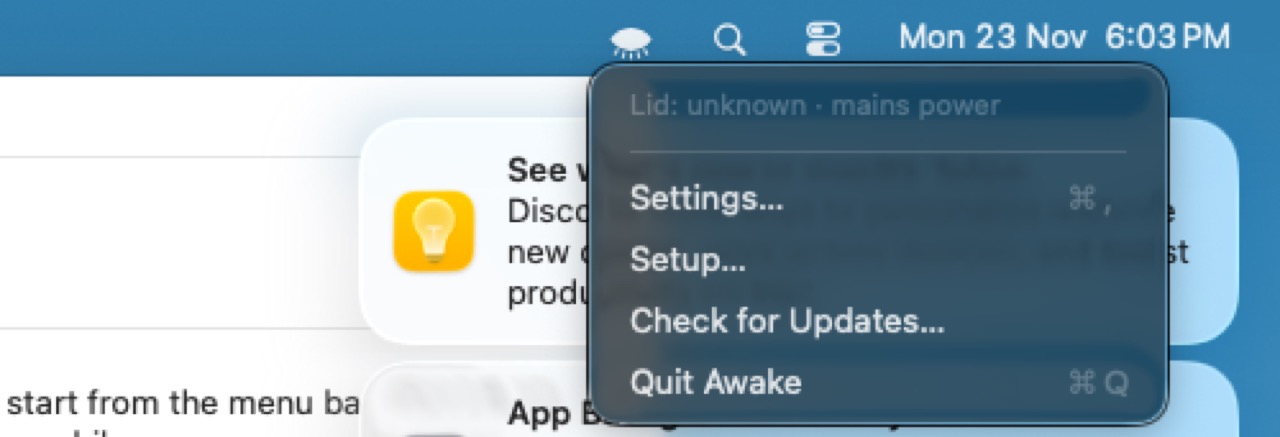 Mon 23 Nov 6:03 PM
Lid: unknown · mains power
Settings... ⌘ ,
Setup...
Check for Updates...
Quit Awake ⌘ Q
See
Disco
new
produ
start from the menu ba
App